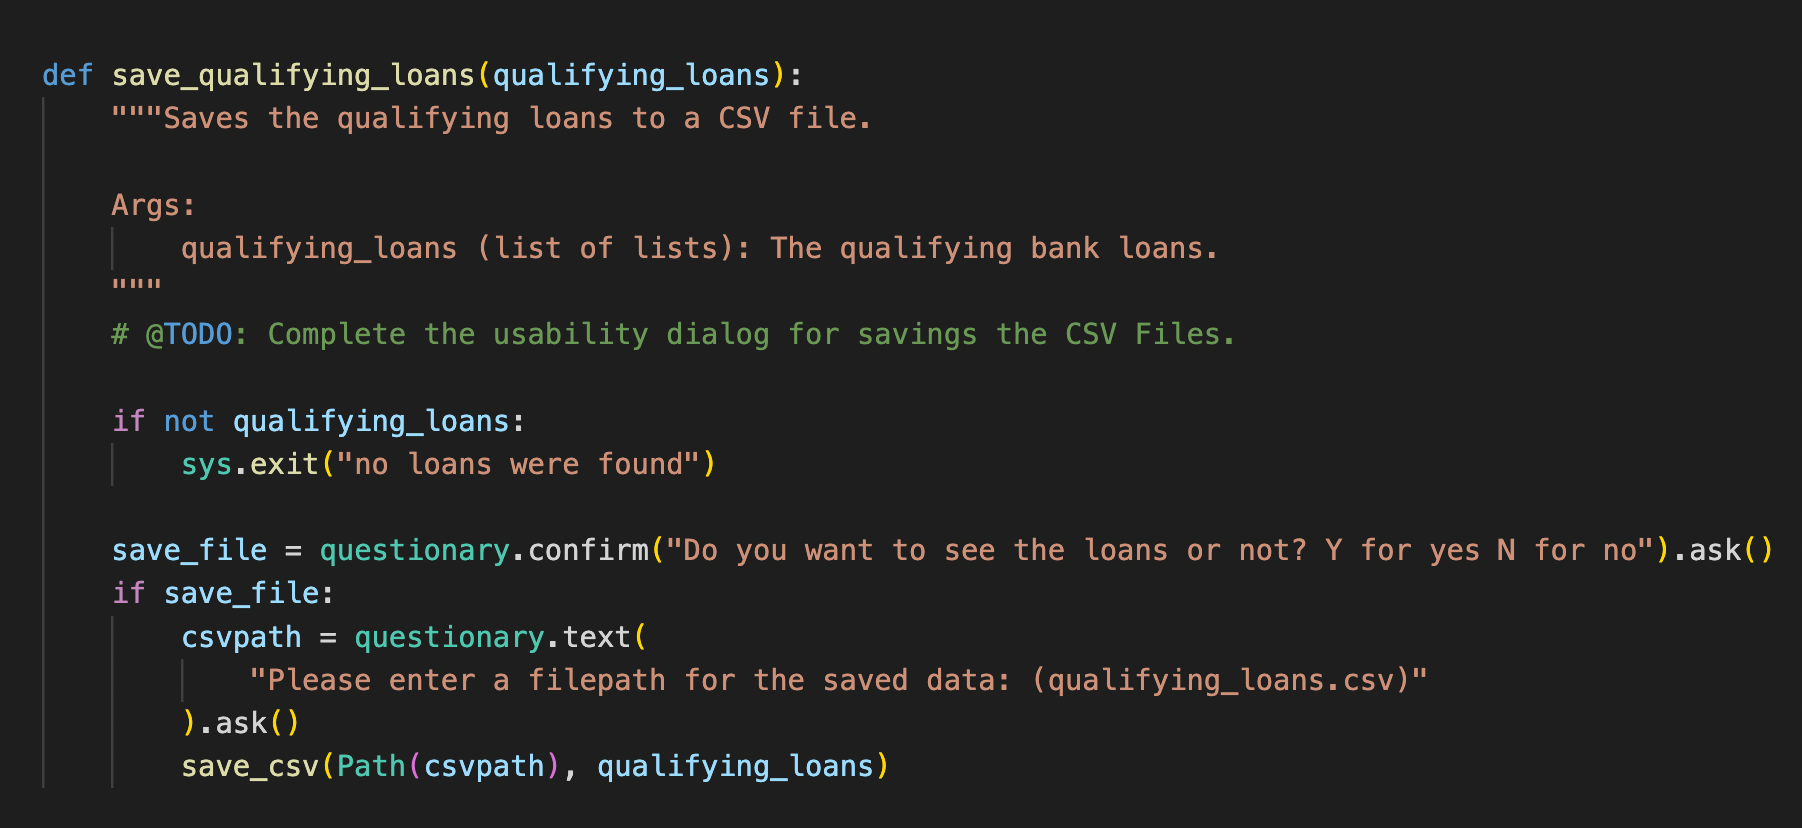 def save_qualifying_loans(qualifying_loans):
"""Saves the qualifying loans to a CSV file.
Args:
qualifying_loans (list of lists): The qualifying bank loans.
"""
# @TODO: Complete the usability dialog for savings the CSV Files.
if not qualifying_loans:
sys.exit("no loans were found")
save_file = questionary.confirm("Do you want to see the loans or not? Y for yes N for no").ask()
if save_file:
csvpath = questionary.text(
"Please enter a filepath for the saved data: (qualifying_loans.csv)"
).ask()
save_csv(Path(csvpath), qualifying_loans)